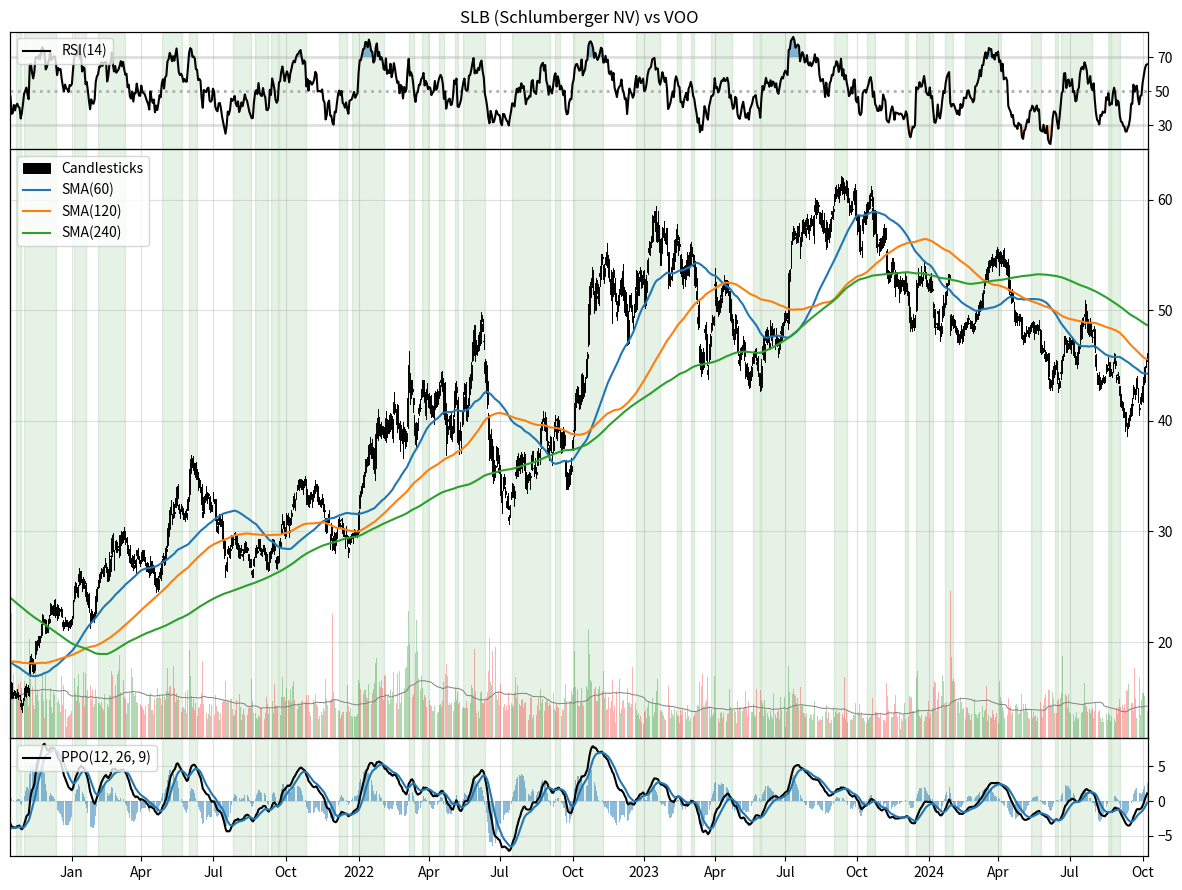 SLB (Schlumberger NV) vs VOO
RSI(14)
70
50
30
Candlesticks
SMA(60)
SMA(120)
SMA(240)
60
50
40
30
20
PPO(12, 26, 9)
5
0
−5
Jan Apr Jul Oct 2022 Apr Jul Oct 2023 Apr Jul Oct 2024 Apr Jul Oct